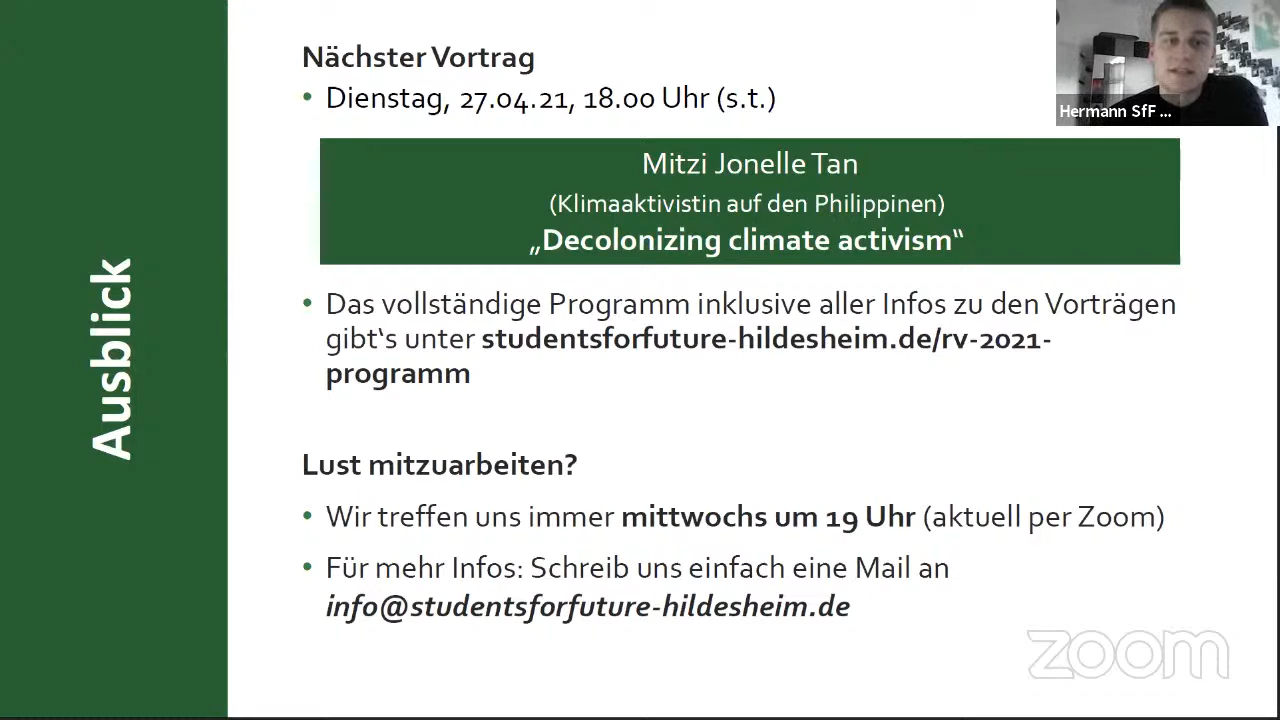 Nächster Vortrag
• Dienstag, 27.04.21, 18.00 Uhr (s.t.)
Hermann SfF ...
Mitzi Jonelle Tan
(Klimaaktivistin auf den Philippinen)
„Decolonizing climate activism“
Ausblick
• Das vollständige Programm inklusive aller Infos zu den Vorträgen
gibt‘s unter studentsforfuture-hildesheim.de/rv-2021-
programm
Lust mitzuarbeiten?
• Wir treffen uns immer mittwochs um 19 Uhr (aktuell per Zoom)
• Für mehr Infos: Schreib uns einfach eine Mail an
info@studentsforfuture-hildesheim.de
zoom